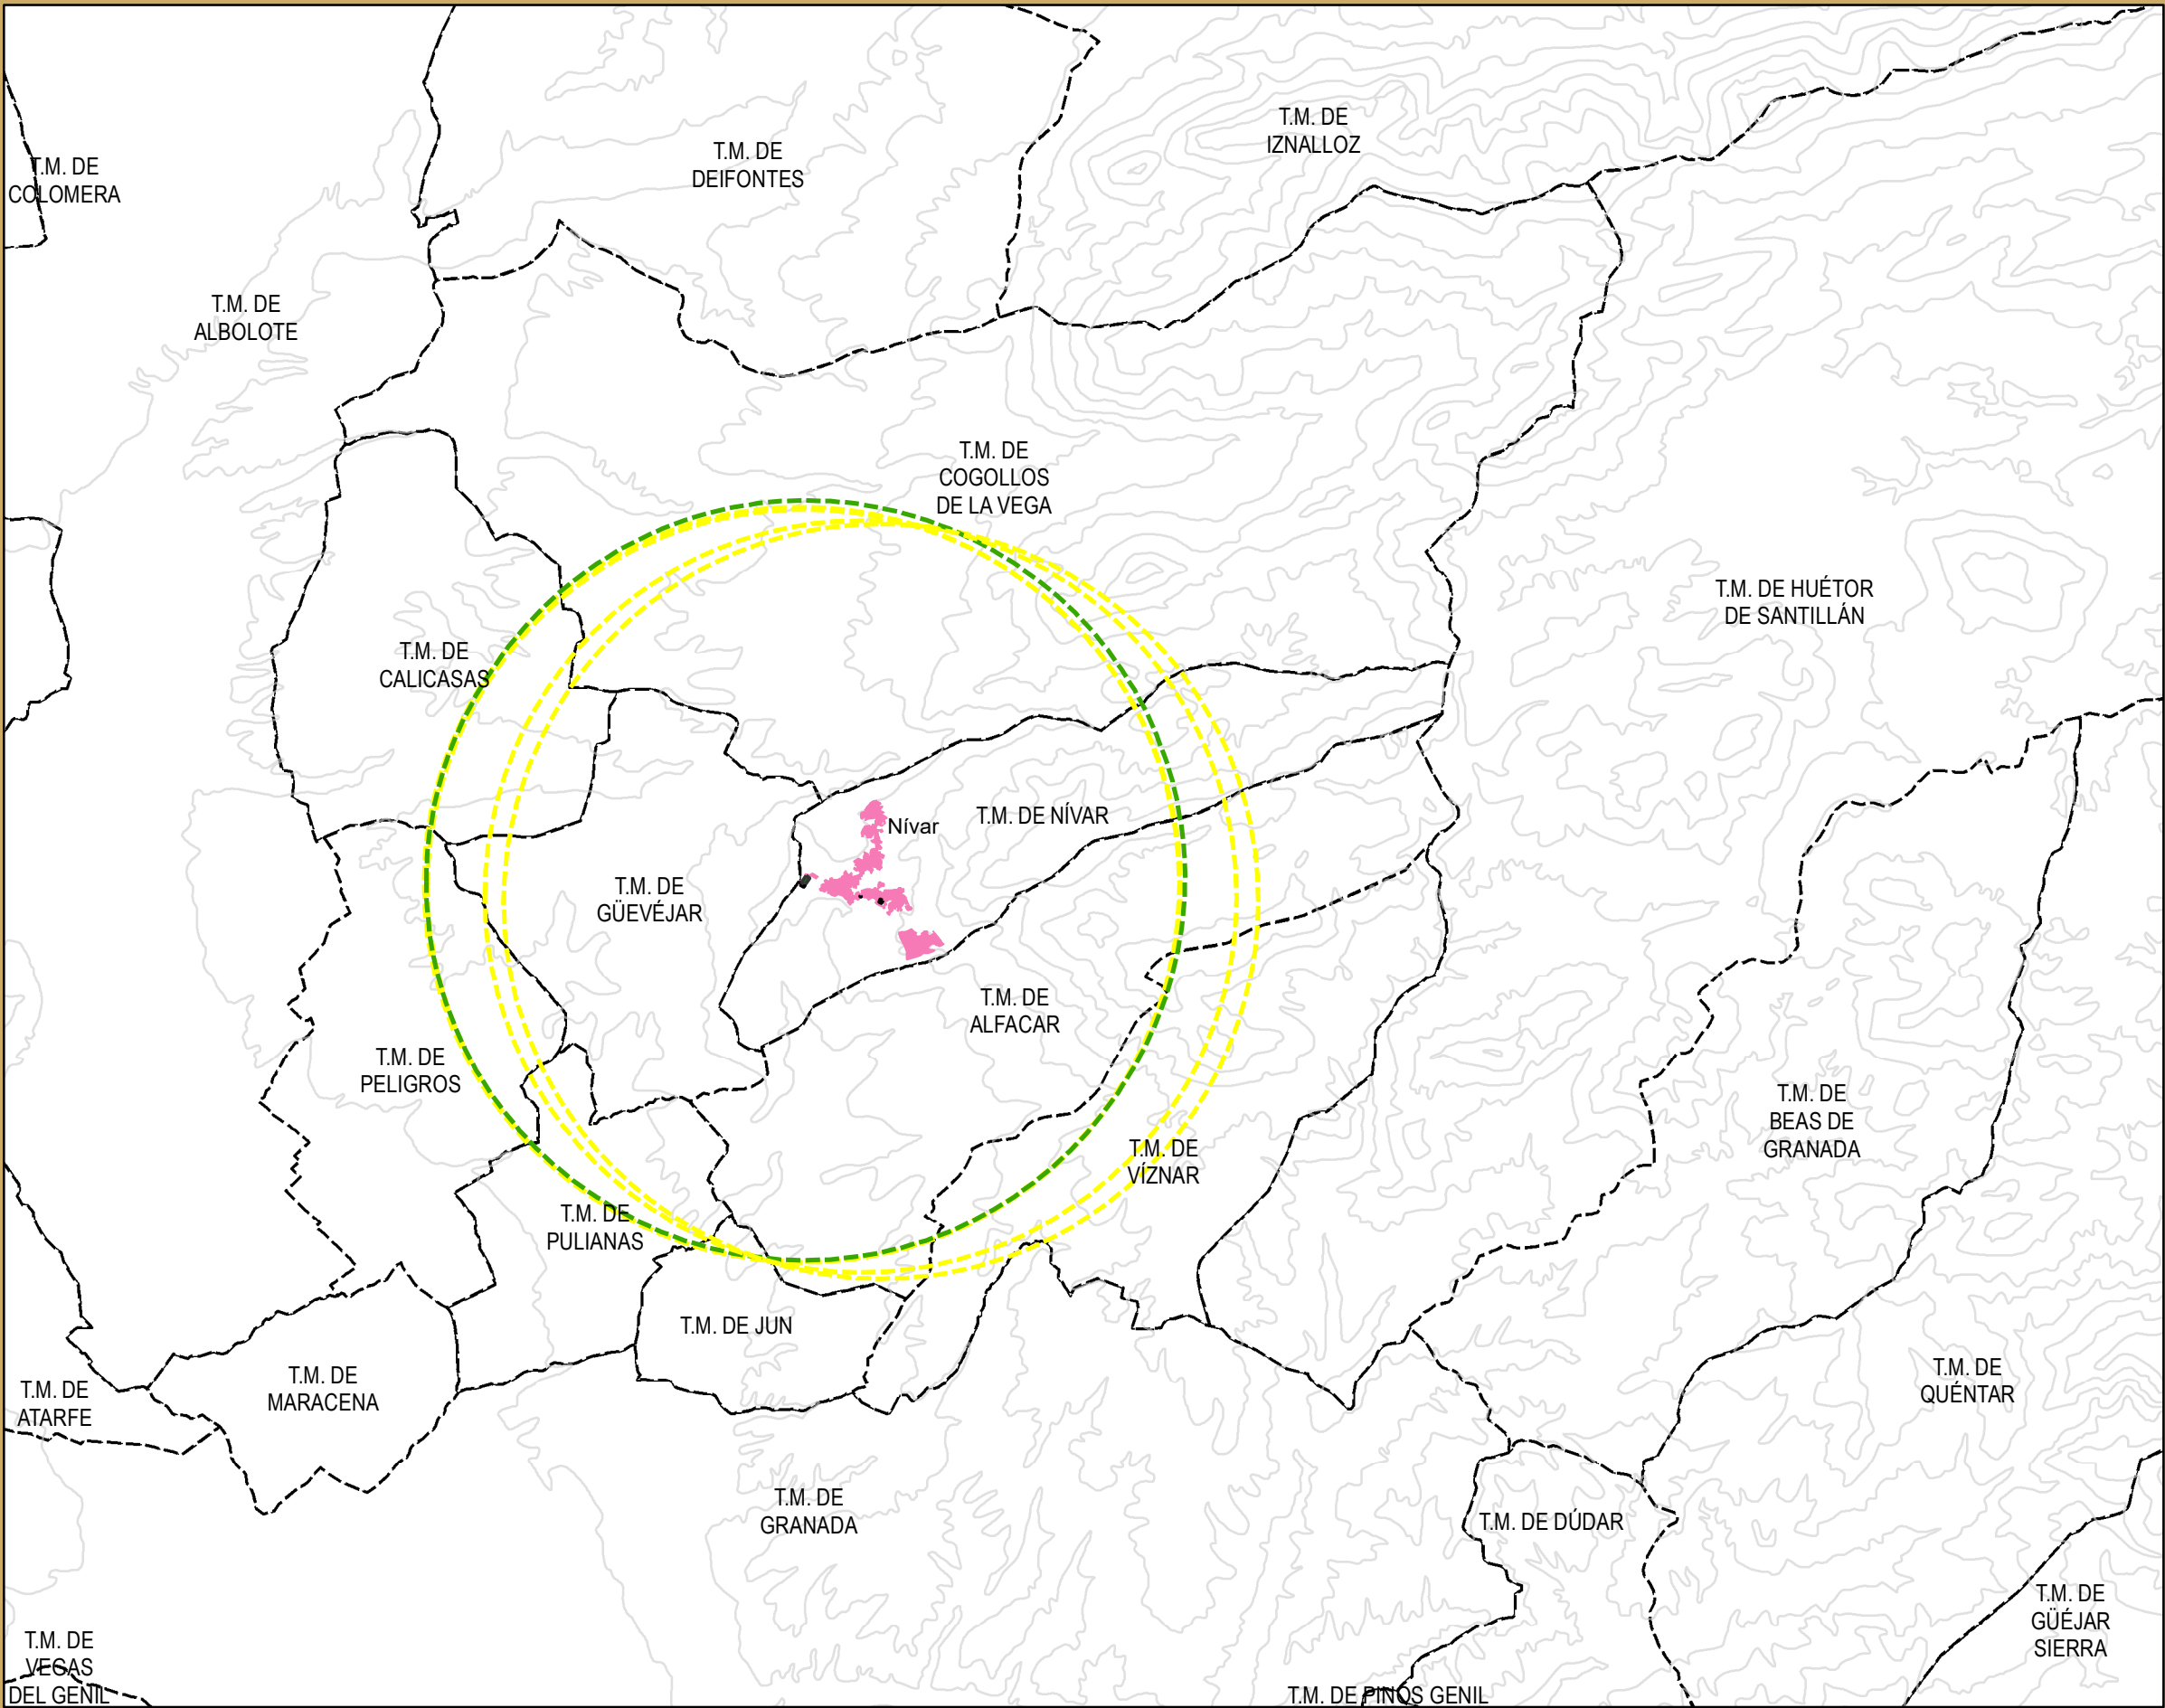 T.M. DE
IZNALLOZ
T.M. DE
DEIFONTES
T.M. DE
COLOMERA
T.M. DE
ALBOLOTE
T.M. DE
COGOLLOS
DE LA VEGA
T.M. DE HUÉTOR
DE SANTILLÁN
T.M. DE
CALICASAS
T.M. DE NÍVAR
Nívar
T.M. DE
GÜEVÉJAR
T.M. DE
ALFACAR
T.M. DE
PELIGROS
T.M. DE
BEAS DE
GRANADA
T.M. DE
VÍZNAR
T.M. DE
PULIANAS
T.M. DE JUN
T.M. DE
MARACENA
T.M. DE
ATARFE
T.M. DE
QUÉNTAR
T.M. DE
GRANADA
T.M. DE DÚDAR
T.M. DE
GÜÉJAR
SIERRA
T.M. DE
VEGAS
DEL GENIL
T.M. DE PINOS GENIL